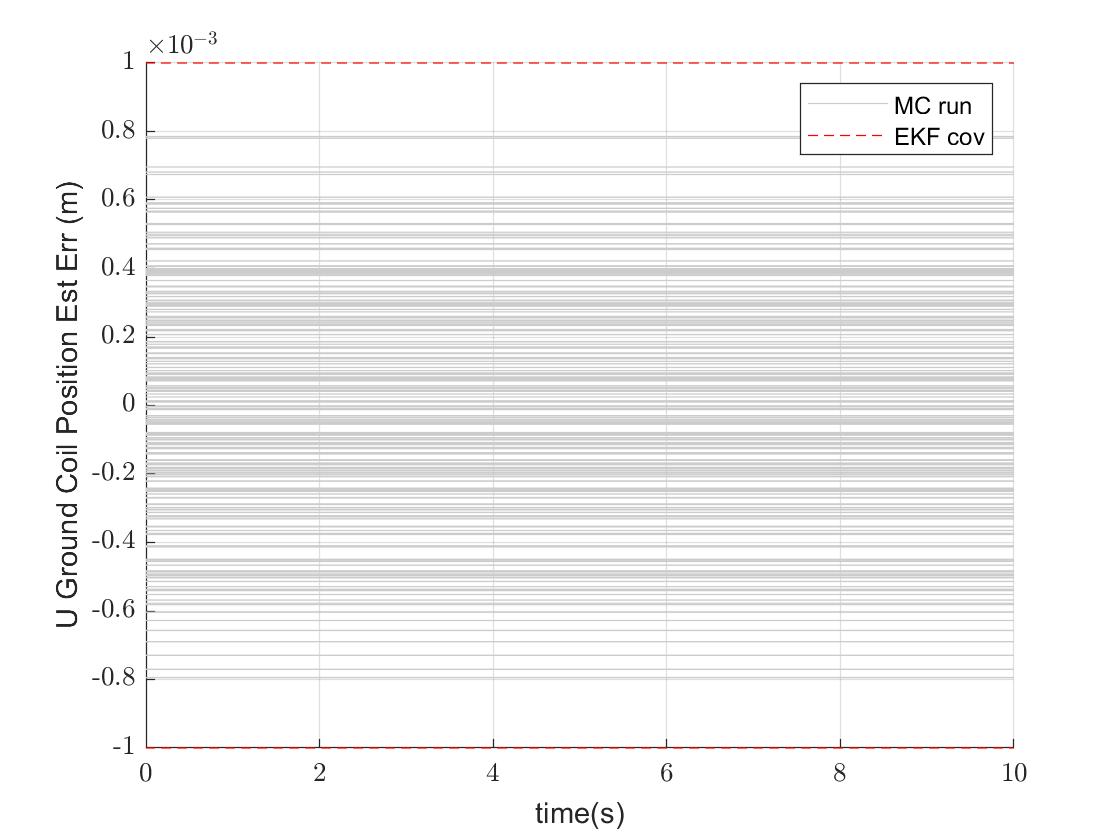 ×10⁻³
1
0.8
0.6
0.4
0.2
0
-0.2
-0.4
-0.6
-0.8
-1
U Ground Coil Position Est Err (m)
MC run
EKF cov
0 2 4 6 8 10
time(s)